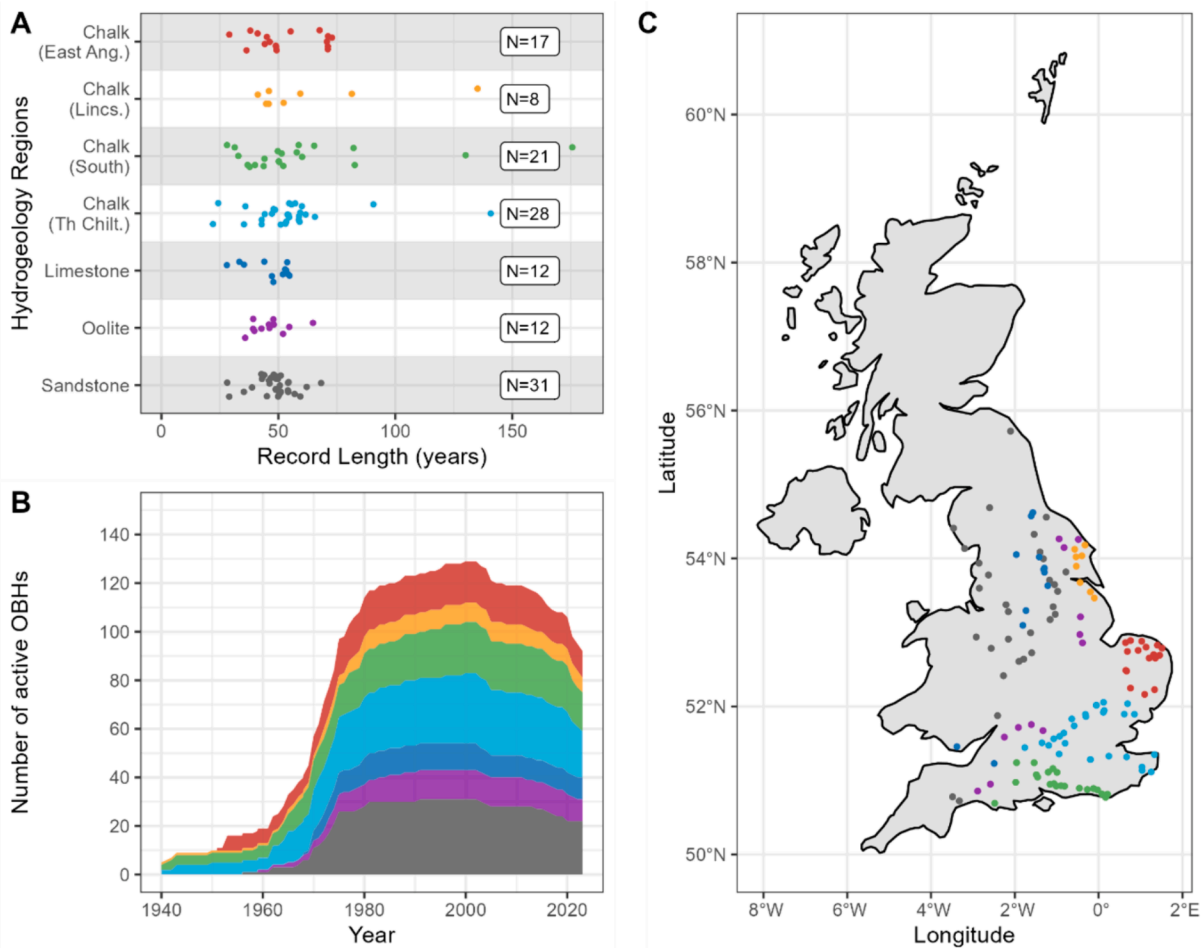 A
Hydrogeology Regions
Chalk
(East Ang.)
N=17
Chalk
(Lincs.)
N=8
Chalk
(South)
N=21
Chalk
(Th Chilt.)
N=28
Limestone
N=12
Oolite
N=12
Sandstone
N=31
0 50 100 150
Record Length (years)
B
Number of active OBHs
140
120
100
80
60
40
20
0
1940 1960 1980 2000 2020
Year
C
Latitude
60°N
58°N
56°N
54°N
52°N
50°N
8°W 6°W 4°W 2°W 0° 2°E
Longitude